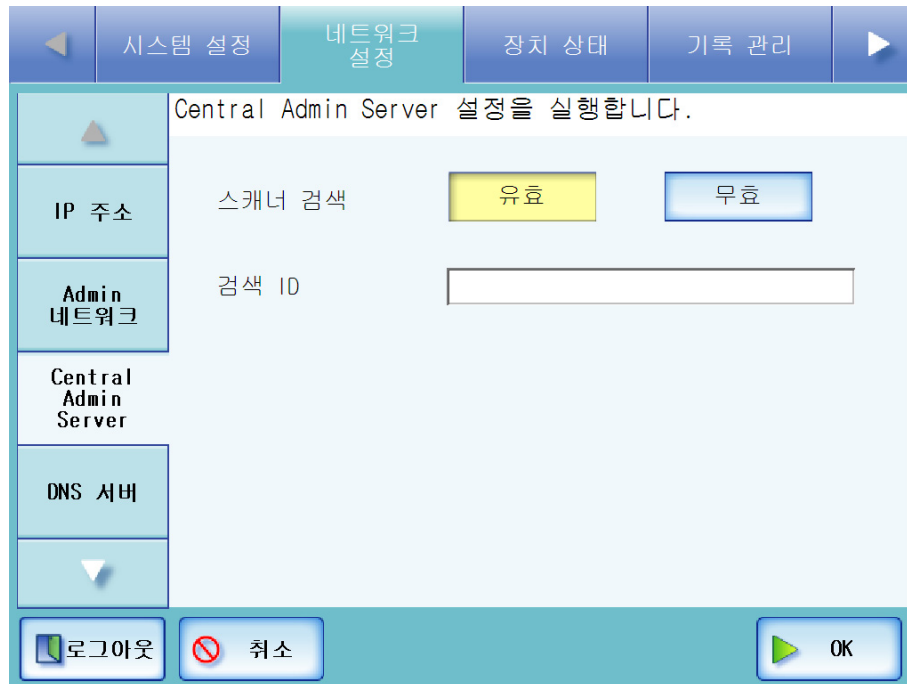 시스템 설정
네트워크
설정
장치 상태
기록 관리
Central Admin Server 설정을 실행합니다.
IP 주소
Admin
네트워크
Central
Admin
Server
DNS 서버
스캐너 검색
유효
무효
검색 ID
로그아웃
취소
OK